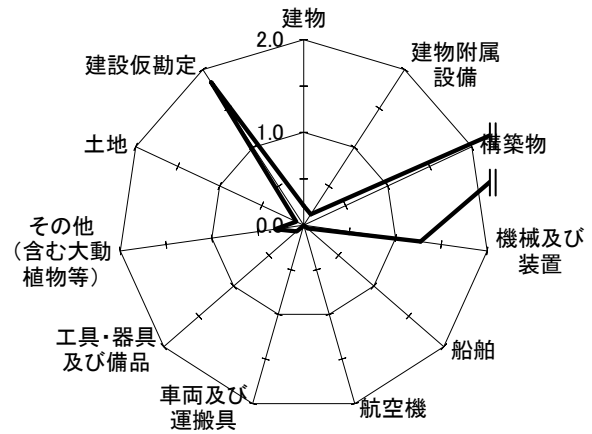 建物
2.0
建物附属
設備
建設仮勘定
構築物
土地
1.0
その他
(含む大動
植物等)
0.0
機械及び
装置
工具・器具
及び備品
船舶
車両及び
運搬具
航空機